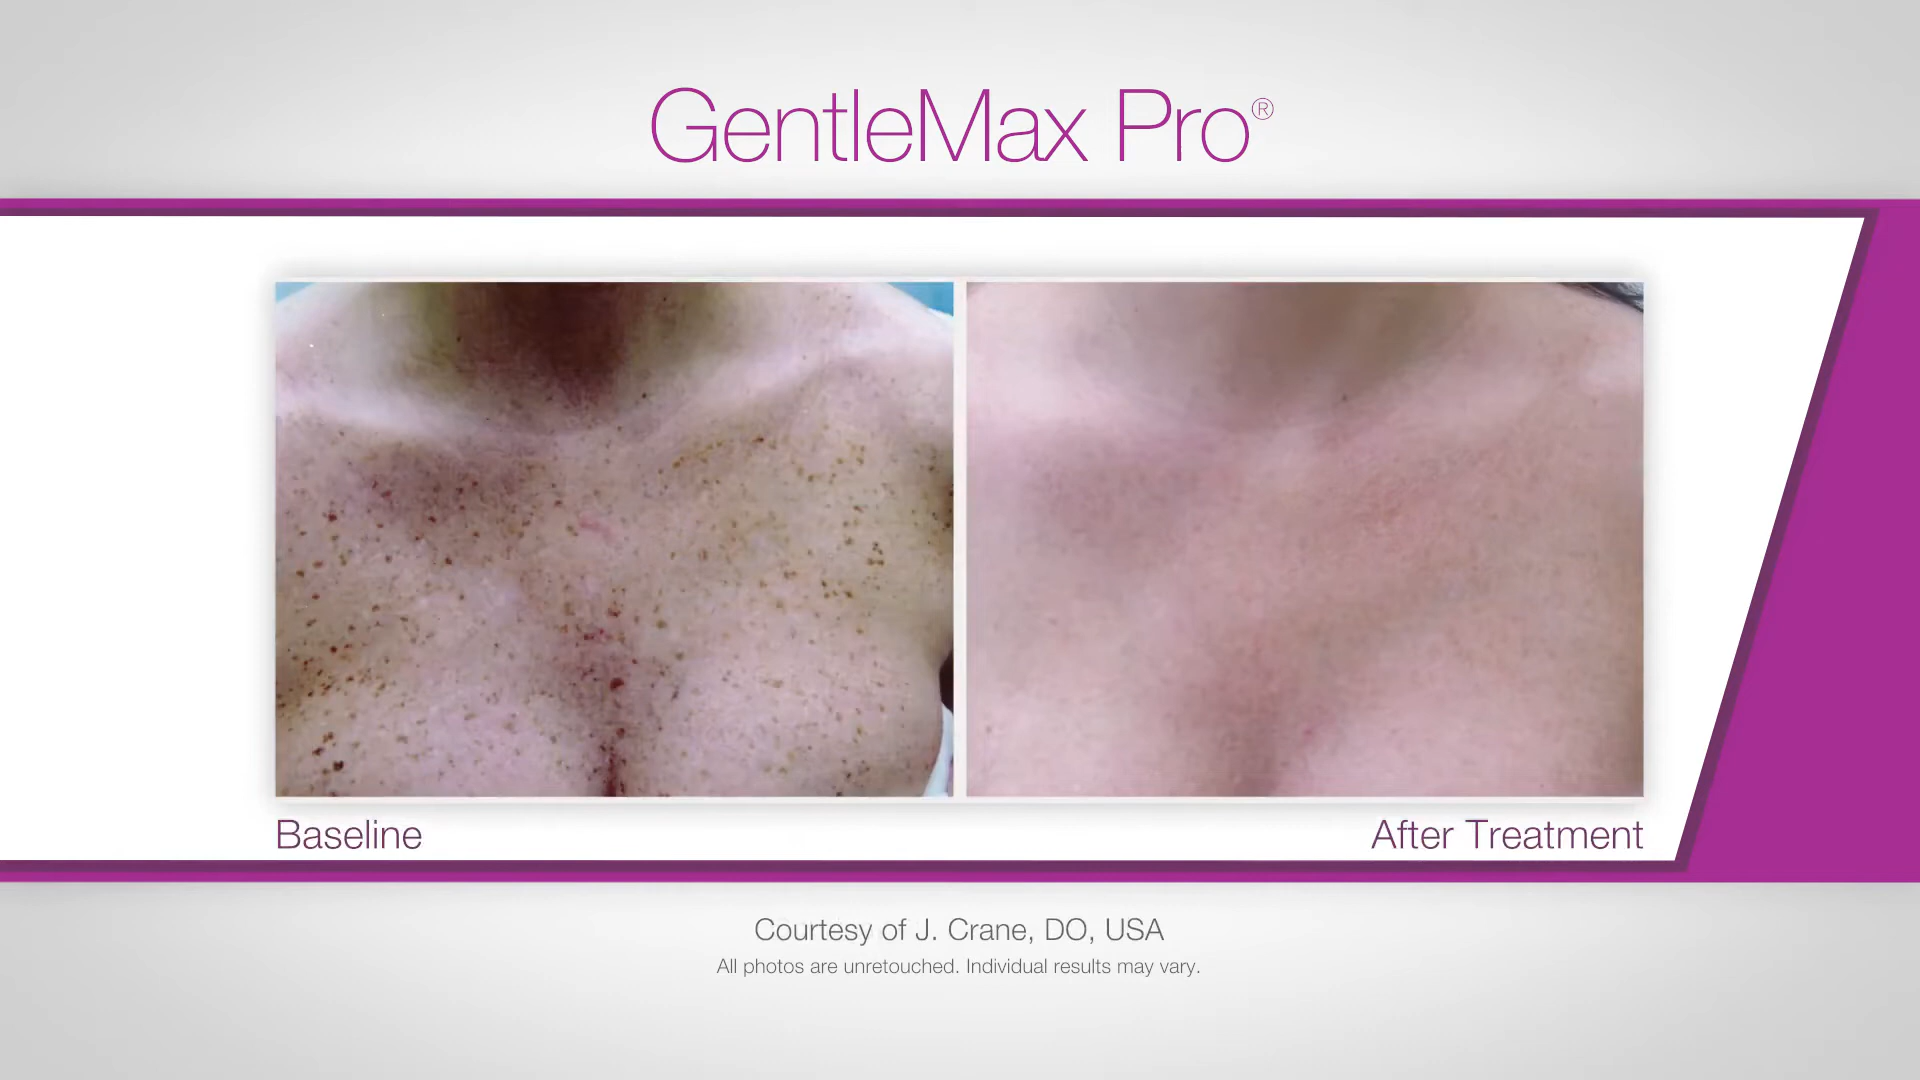 GentleMax Pro®
Baseline
After Treatment
Courtesy of J. Crane, DO, USA
All photos are unretouched. Individual results may vary.